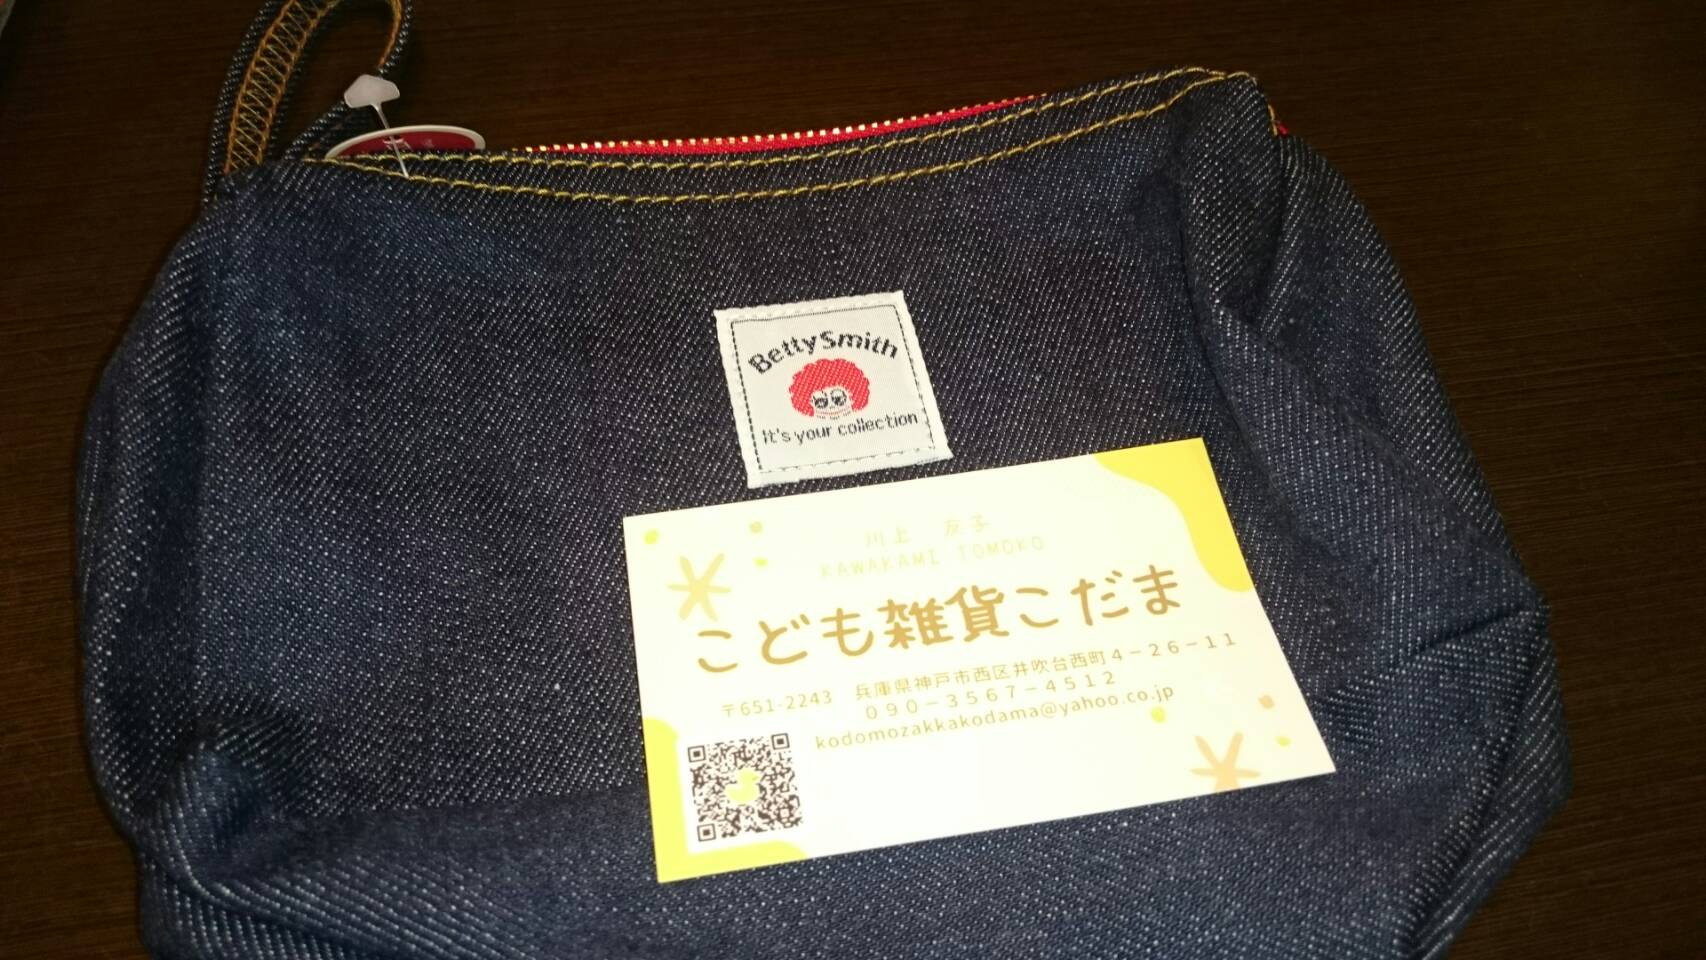 Betty Smith
It's your collection
川上 友子
KAWAKAMI TOMOKO
こども雑貨こだま
〒651-2243 兵庫県神戸市西区井吹台西町４－２６－１１
０９０－３５６７－４５１２
kodomozakkakodama@yahoo.co.jp